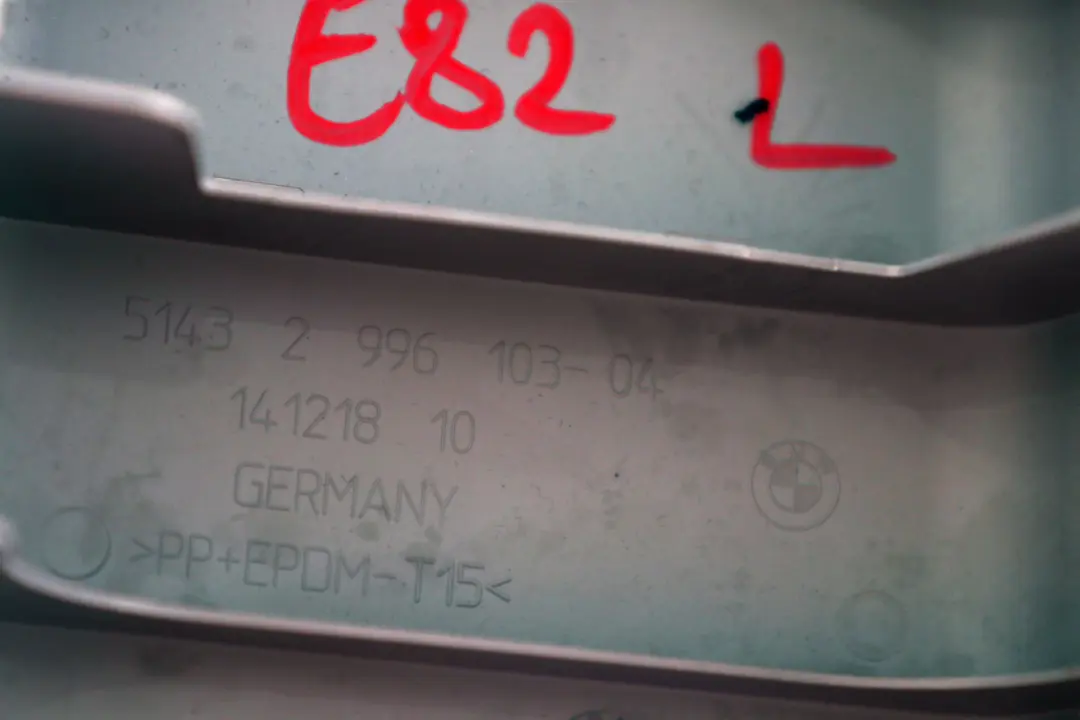 E82 L
5143 2 996 103-04
141218 10
GERMANY
>PP+EPDM-T15<